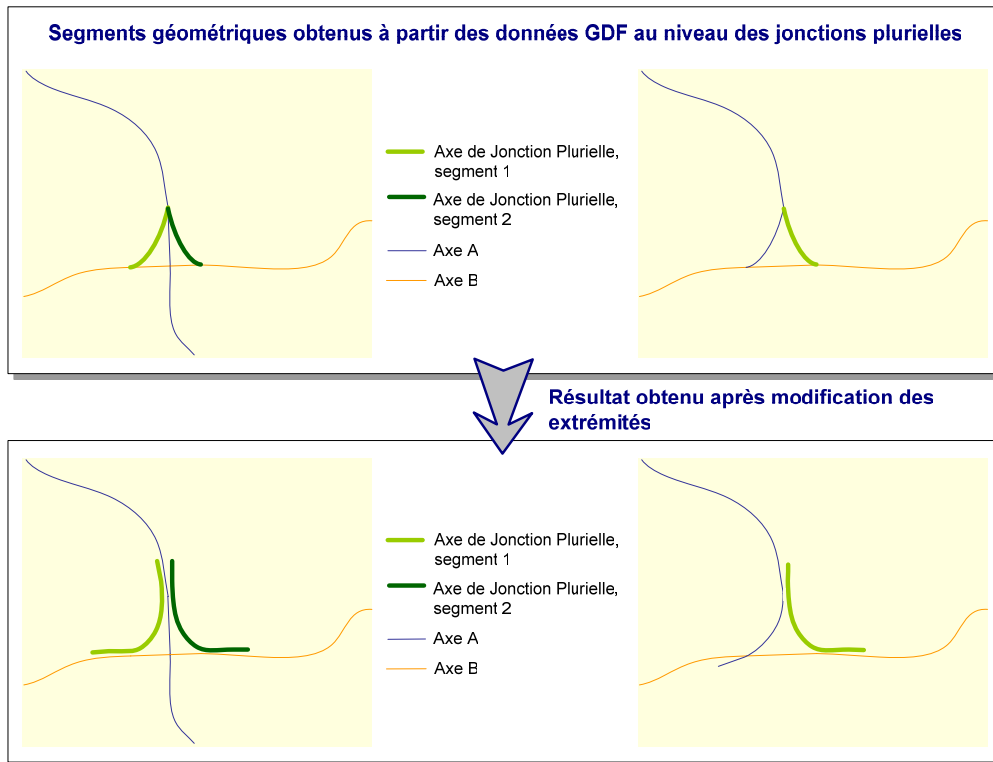 Segments géométriques obtenus à partir des données GDF au niveau des jonctions plurielles
Axe de Jonction Plurielle,
segment 1
Axe de Jonction Plurielle,
segment 2
Axe A
Axe B
Résultat obtenu après modification des
extrémités
Axe de Jonction Plurielle,
segment 1
Axe de Jonction Plurielle,
segment 2
Axe A
Axe B